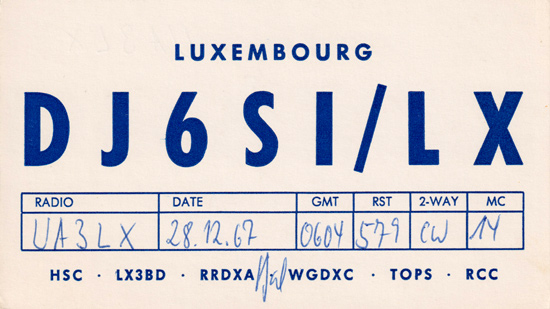 LUXEMBOURG
DJ6SI/LX
RADIO DATE GMT RST 2-WAY MC
UA3LX 28.12.67 0604 579 CW 14
HSC · LX3BD · RRDXA WGDXC · TOPS · RCC